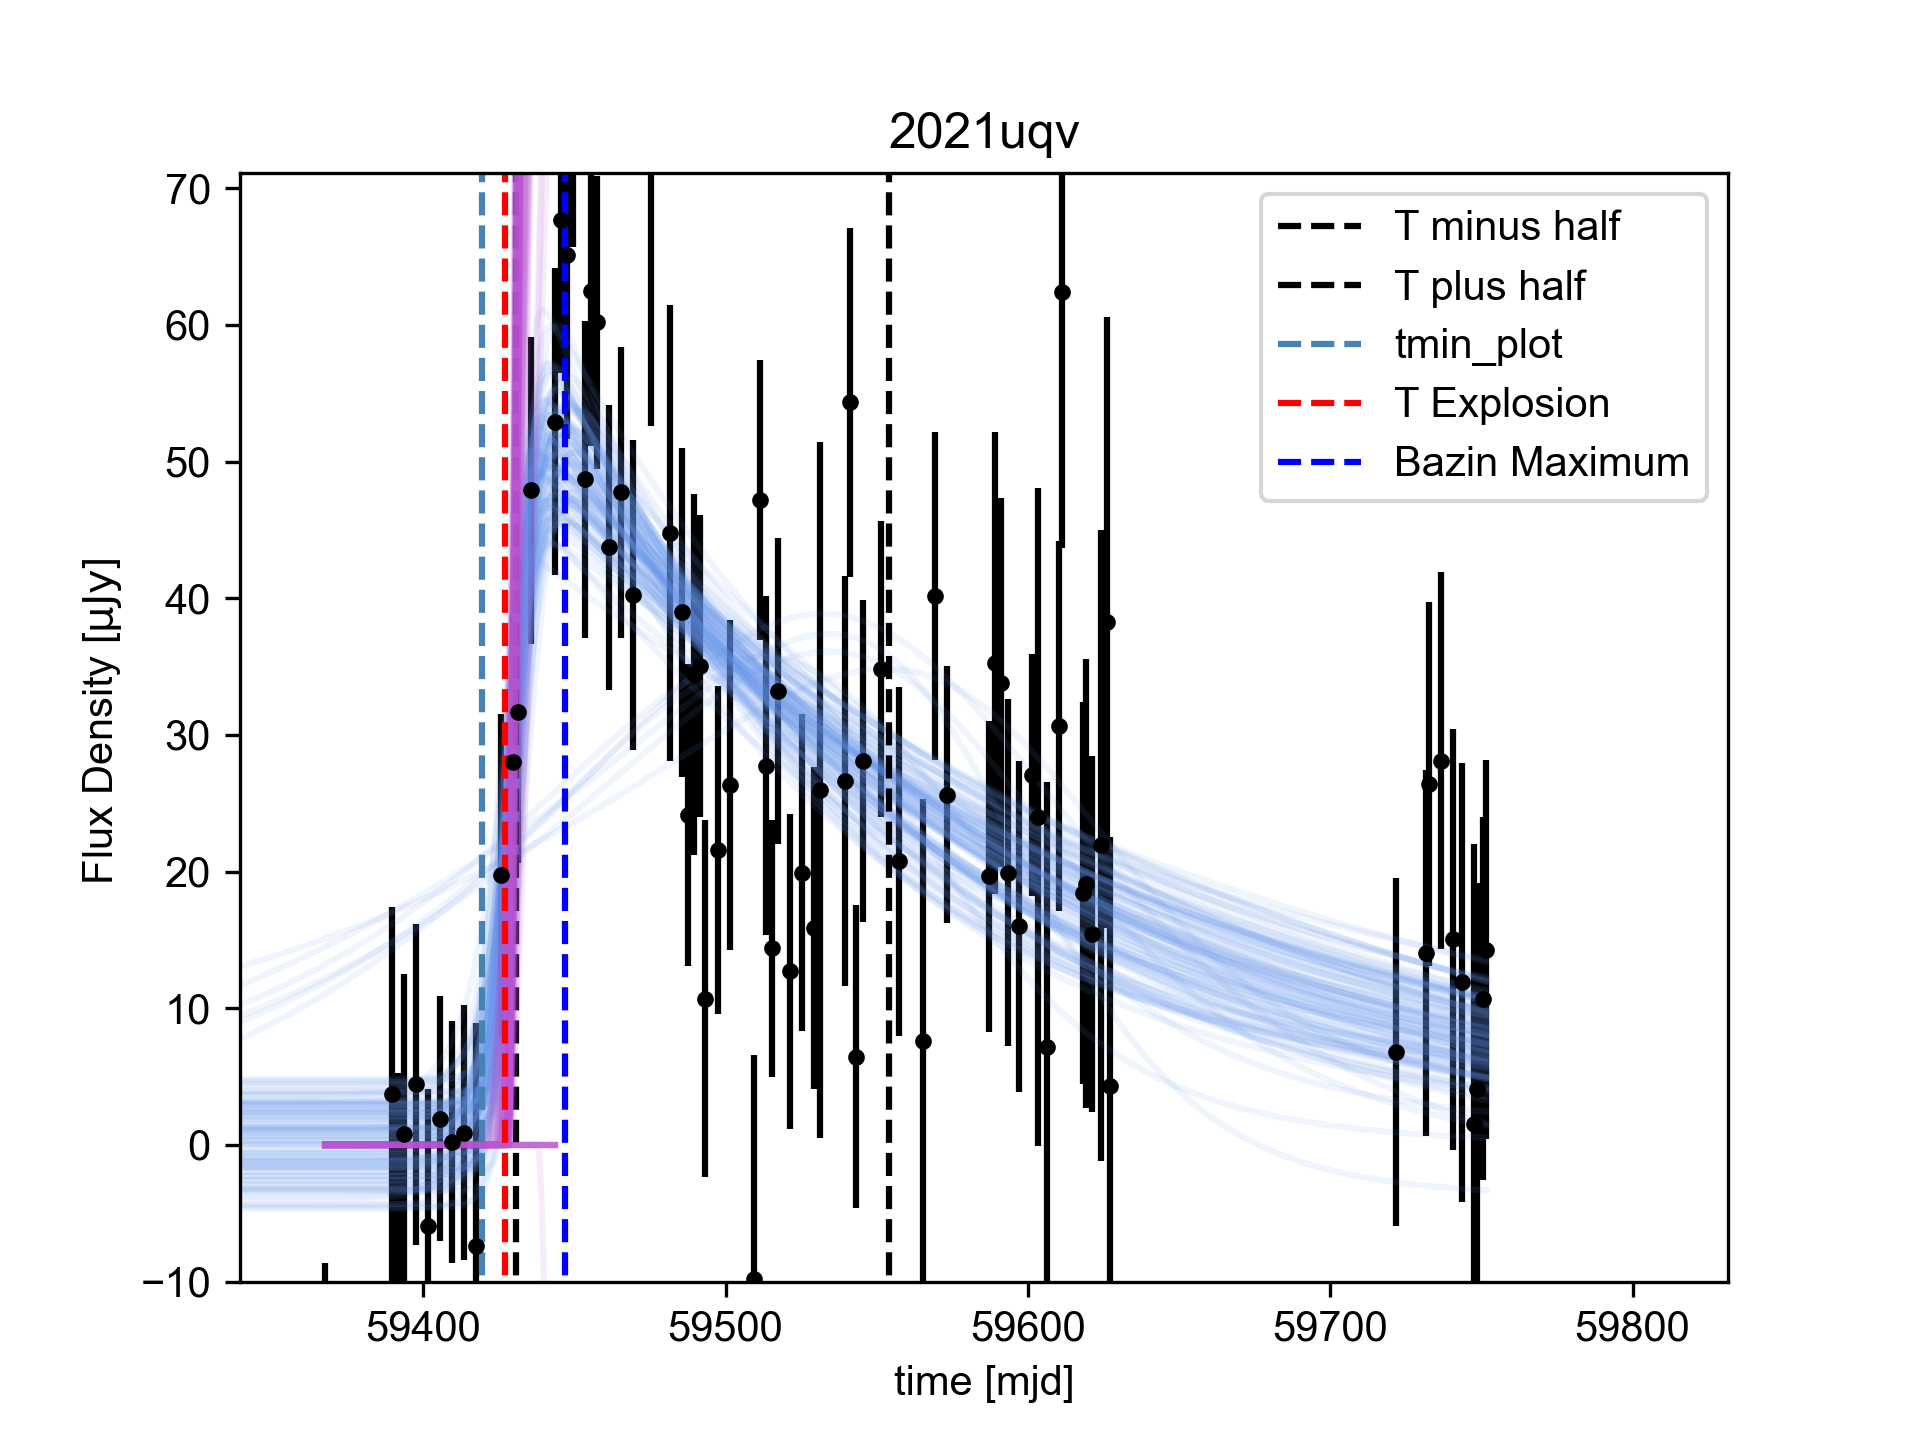 2021uqv
70
60
50
40
30
20
10
0
−10
Flux Density [µJy]
T minus half
T plus half
tmin_plot
T Explosion
Bazin Maximum
59400 59500 59600 59700 59800
time [mjd]